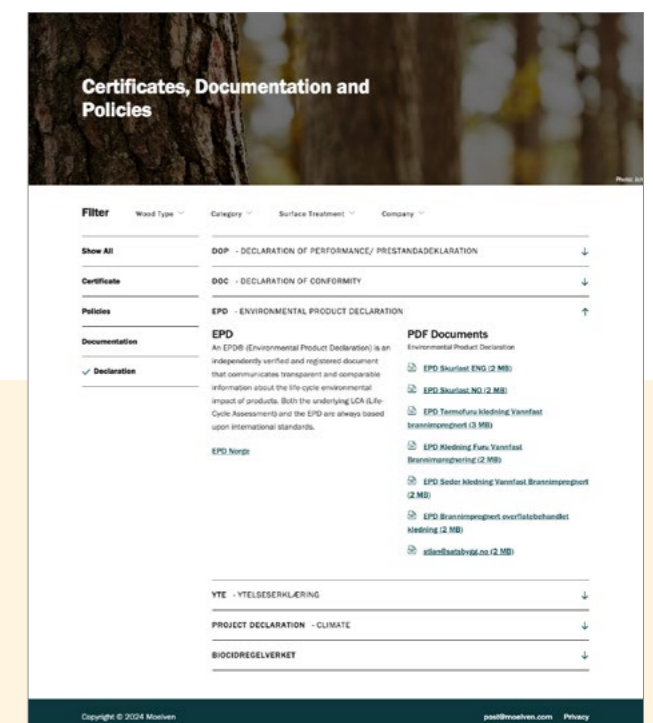 Certificates, Documentation and
Policies
Photo:
Filter
Wood Type
Category
Surface Treatment
Company
Show All
Certificate
Policies
Documentation
Declaration
DOP - DECLARATION OF PERFORMANCE/ PRESTANDADEKLARATION
DOC - DECLARATION OF CONFORMITY
EPD - ENVIRONMENTAL PRODUCT DECLARATION
EPD
An EPD® (Environmental Product Declaration) is an
independently verified and registered document
that communicates transparent and comparable
information about the life-cycle environmental
impact of products. Both the underlying LCA (Life-
Cycle Assessment) and the EPD are always based
upon international standards.
EPD Norge
PDF Documents
Environmental Product Declaration
EPD Skurlast ENG (2 MB)
EPD Skurlast NO (2 MB)
EPD Termofuru kledning Vannfast
brannimpregnert (3 MB)
EPD Kledning Furu Vannfast
Brannimaregnering (2 MB)
EPD Seder kledning Vannfast Brannimpregnert
(2 MB)
EPD Brannimpregnert overflatebehandlet
kledning (2 MB)
(2 MB)
YTE - YTELSESERKLÆRING
PROJECT DECLARATION - CLIMATE
BIOCIDREGELVERKET
Copyright © 2024 Moelven
post@moelven.com
Privacy